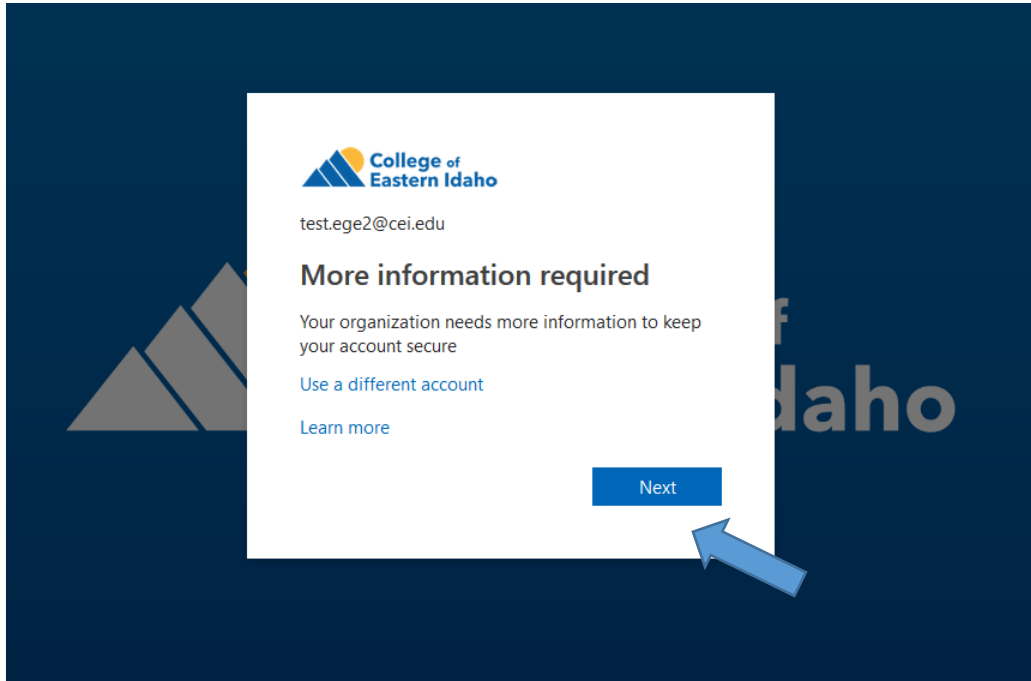 College of
Eastern Idaho
test.ege2@cei.edu
More information required
Your organization needs more information to keep
your account secure
Use a different account
Learn more
Next
f
daho